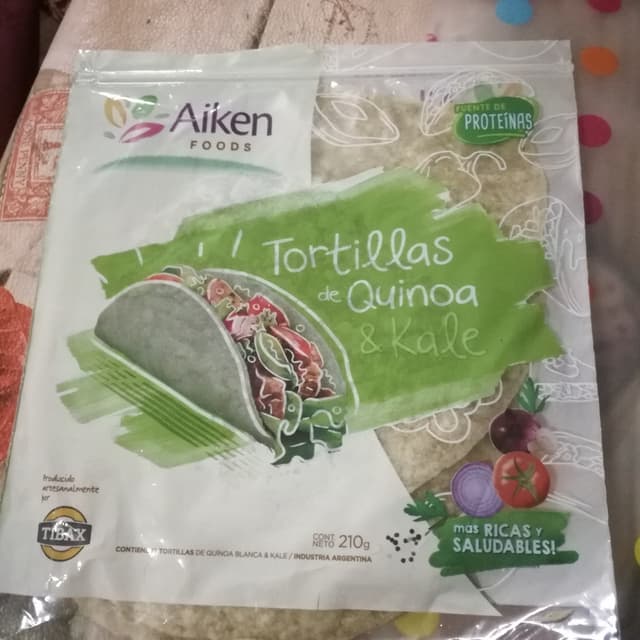 Aiken
FOODS
FUENTE DE
PROTEÍNAS
Tortillas
de Quinoa
& Kale
Producido
artesanalmente
por
TIBAX
CONT.
NETO 210g
TORTILLAS DE QUINOA BLANCA & KALE / INDUSTRIA ARGENTINA
más RICAS Y
SALUDABLES!